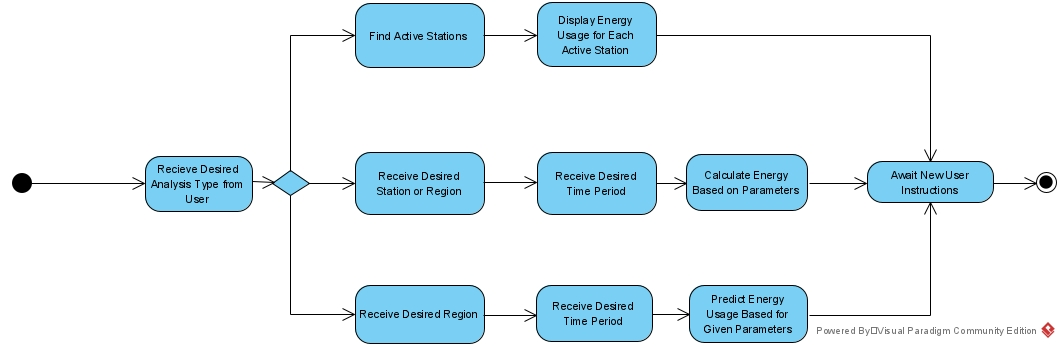 Find Active Stations
Display Energy
Usage for Each
Active Station
Recieve Desired
Analysis Type from
User
Receive Desired
Station or Region
Receive Desired
Time Period
Calculate Energy
Based on Parameters
Await New User
Instructions
Receive Desired Region
Receive Desired
Time Period
Predict Energy
Usage Based for
Given Parameters
Powered By□Visual Paradigm Community Edition